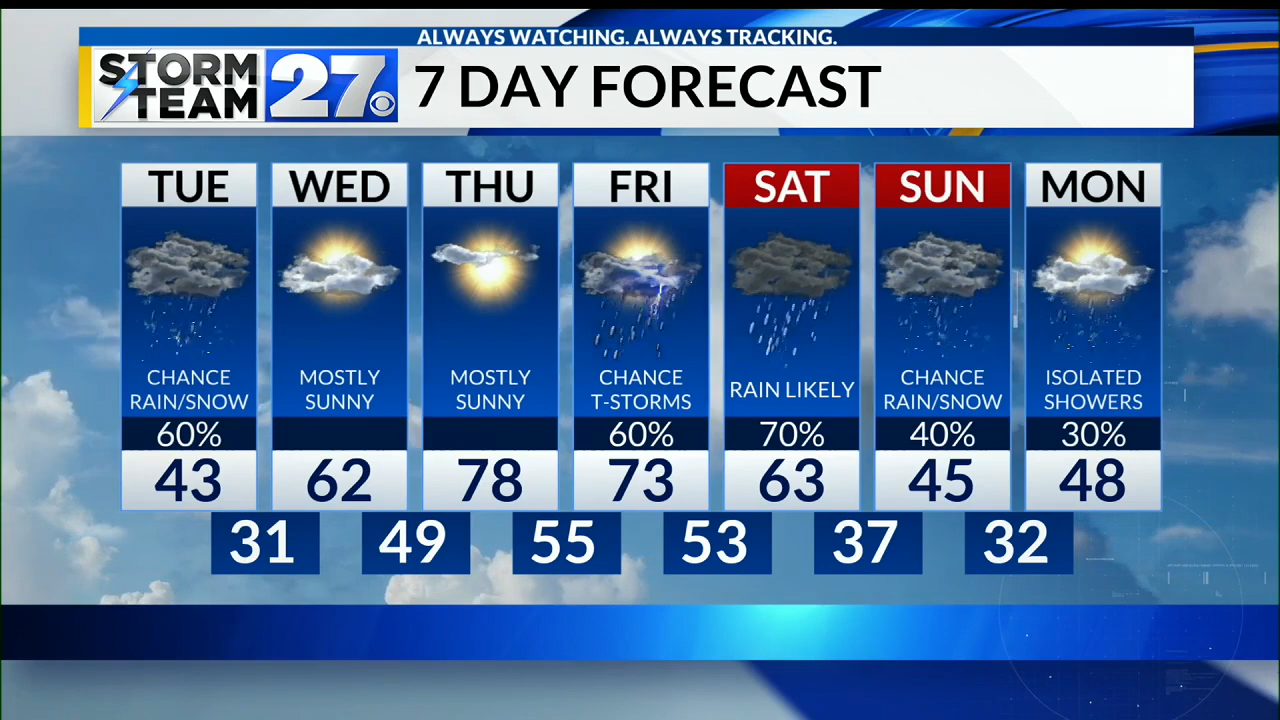 ALWAYS WATCHING. ALWAYS TRACKING.
STORM
TEAM
27
7 DAY FORECAST
TUE WED THU FRI SAT SUN MON
CHANCE RAIN/SNOW
MOSTLY SUNNY
MOSTLY SUNNY
CHANCE T-STORMS
RAIN LIKELY
CHANCE RAIN/SNOW
ISOLATED SHOWERS
60% 60% 70% 40% 30%
43 62 78 73 63 45 48
31 49 55 53 37 32